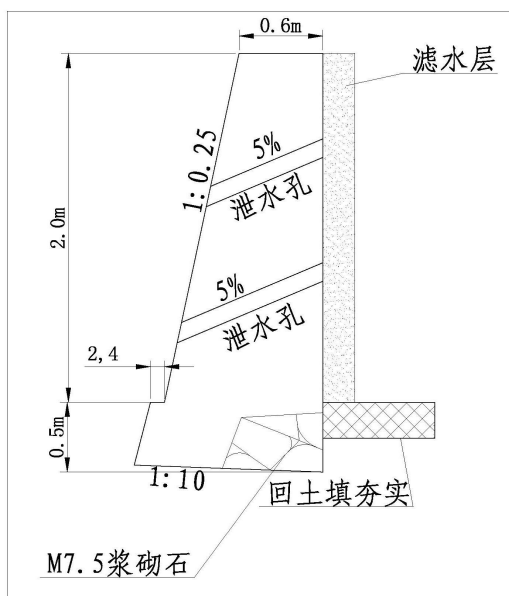 0.6m
滤水层
5%
1:0.25
泄水孔
2.0m
5%
泄水孔
2,4
0.5m
1:10
回土填夯实
M7.5浆砌石